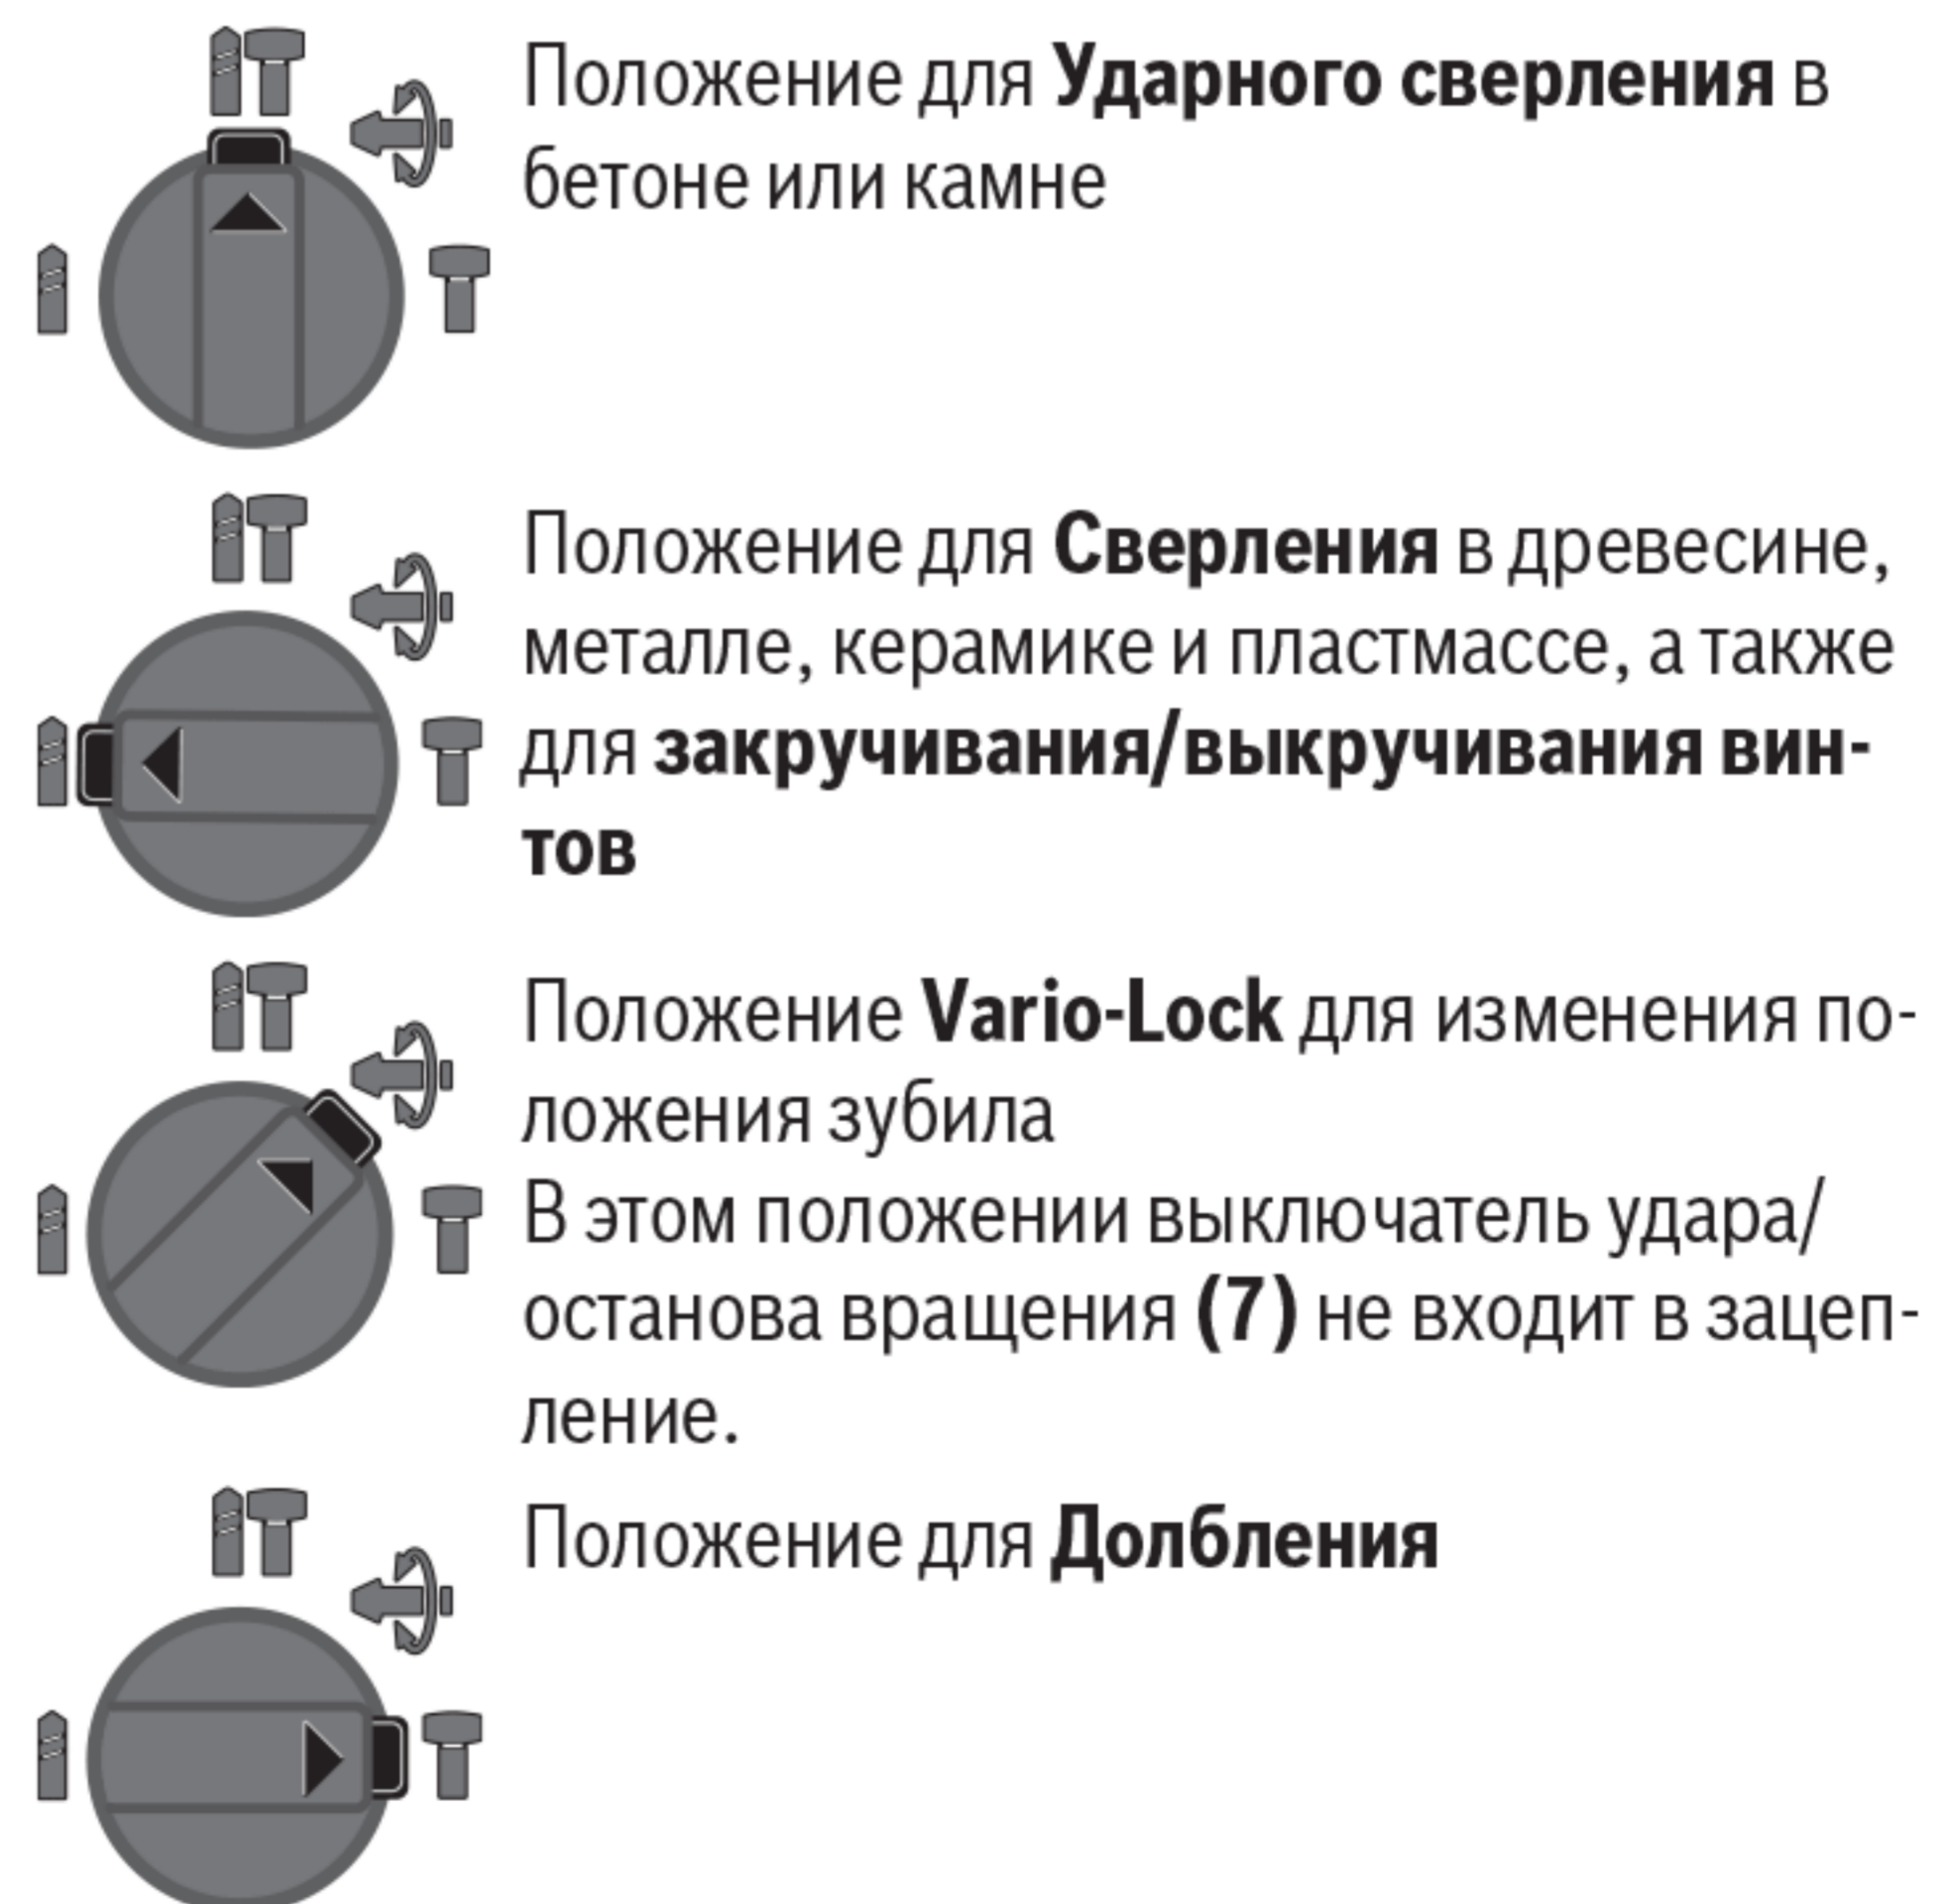 Положение для Ударного сверления в
бетоне или камне
Положение для Сверления в древесине,
металле, керамике и пластмассе, а также
для закручивания/выкручивания вин-
тов
Положение Vario-Lock для изменения по-
ложения зубила
В этом положении выключатель удара/
останова вращения (7) не входит в зацеп-
ление.
Положение для Долбления